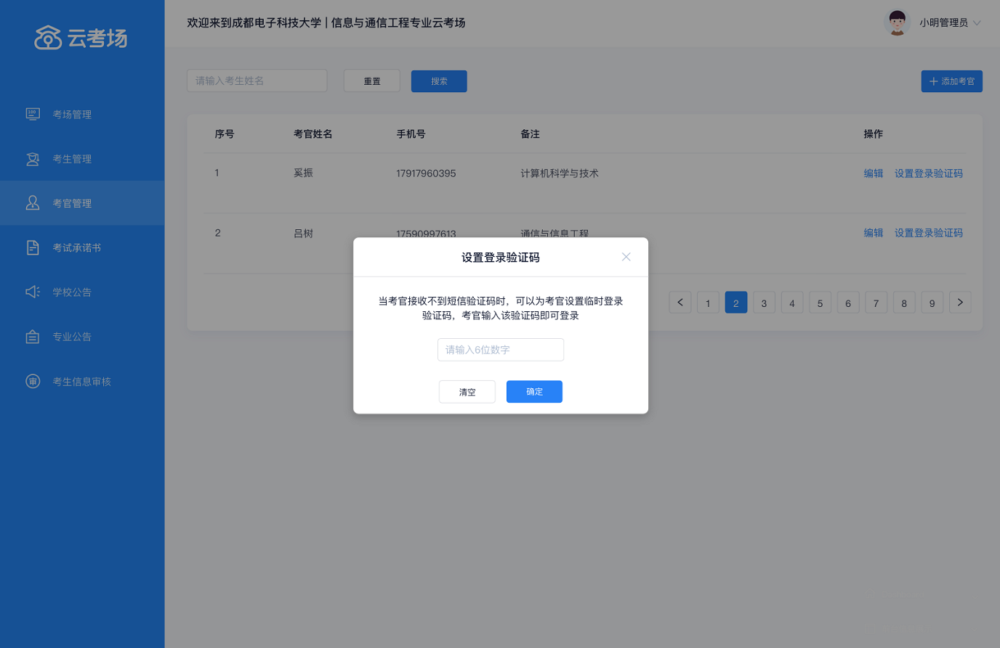 云考场
欢迎来到成都电子科技大学 | 信息与通信工程专业云考场
小明管理员
考场管理
考生管理
考官管理
考试承诺书
学校公告
专业公告
审 考生信息审核
请输入考生姓名 重置 搜索 + 添加考官
序号 考官姓名 手机号 备注 操作
1 奚振 17917960395 计算机科学与技术 编辑 设置登录验证码
2 吕树 17590997613 通信与信息工程 编辑 设置登录验证码
< 1 2 3 4 5 6 7 8 9 >
设置登录验证码
当考官接收不到短信验证码时，可以为考官设置临时登录
验证码，考官输入该验证码即可登录
请输入6位数字
清空 确定